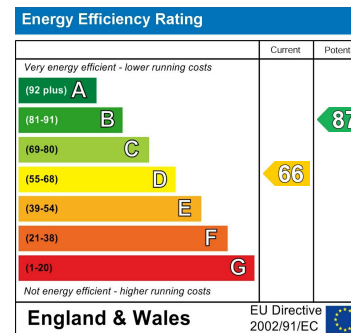 Energy Efficiency Rating
Current Potent
Very energy efficient - lower running costs
(92 plus) A
(81-91) B
87
(69-80) C
(55-68) D
66
(39-54) E
(21-38) F
(1-20) G
Not energy efficient - higher running costs
England & Wales
EU Directive
2002/91/EC